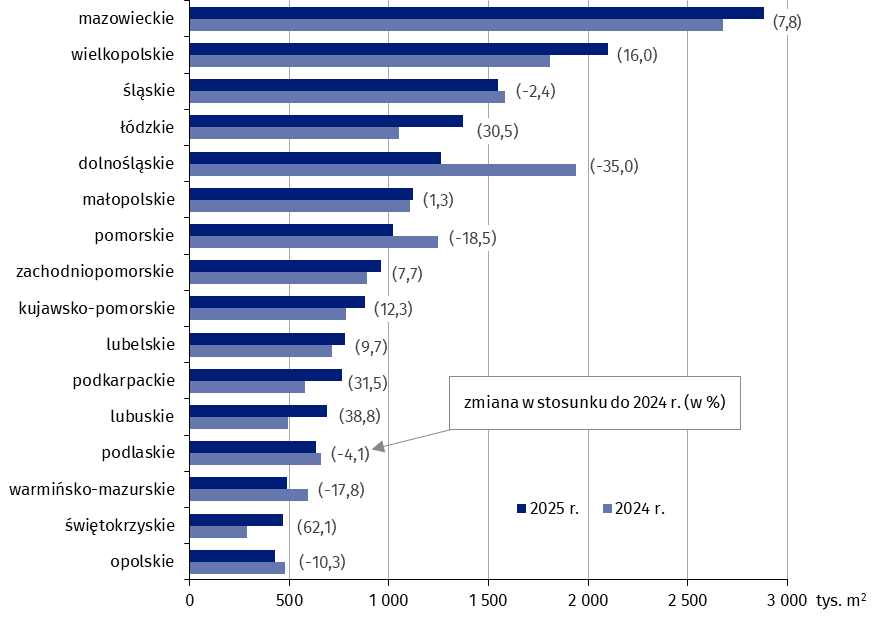 mazowieckie (7,8)
wielkopolskie (16,0)
śląskie (-2,4)
łódzkie (30,5)
dolnośląskie (-35,0)
małopolskie (1,3)
pomorskie (-18,5)
zachodniopomorskie (7,7)
kujawsko-pomorskie (12,3)
lubelskie (9,7)
podkarpackie (31,5)
zmiana w stosunku do 2024 r. (w %)
lubuskie (38,8)
podlaskie (-4,1)
warmińsko-mazurskie (-17,8)
2025 r. 2024 r.
świętokrzyskie (62,1)
opolskie (-10,3)
0 500 1 000 1 500 2 000 2 500 3 000 tys. m²